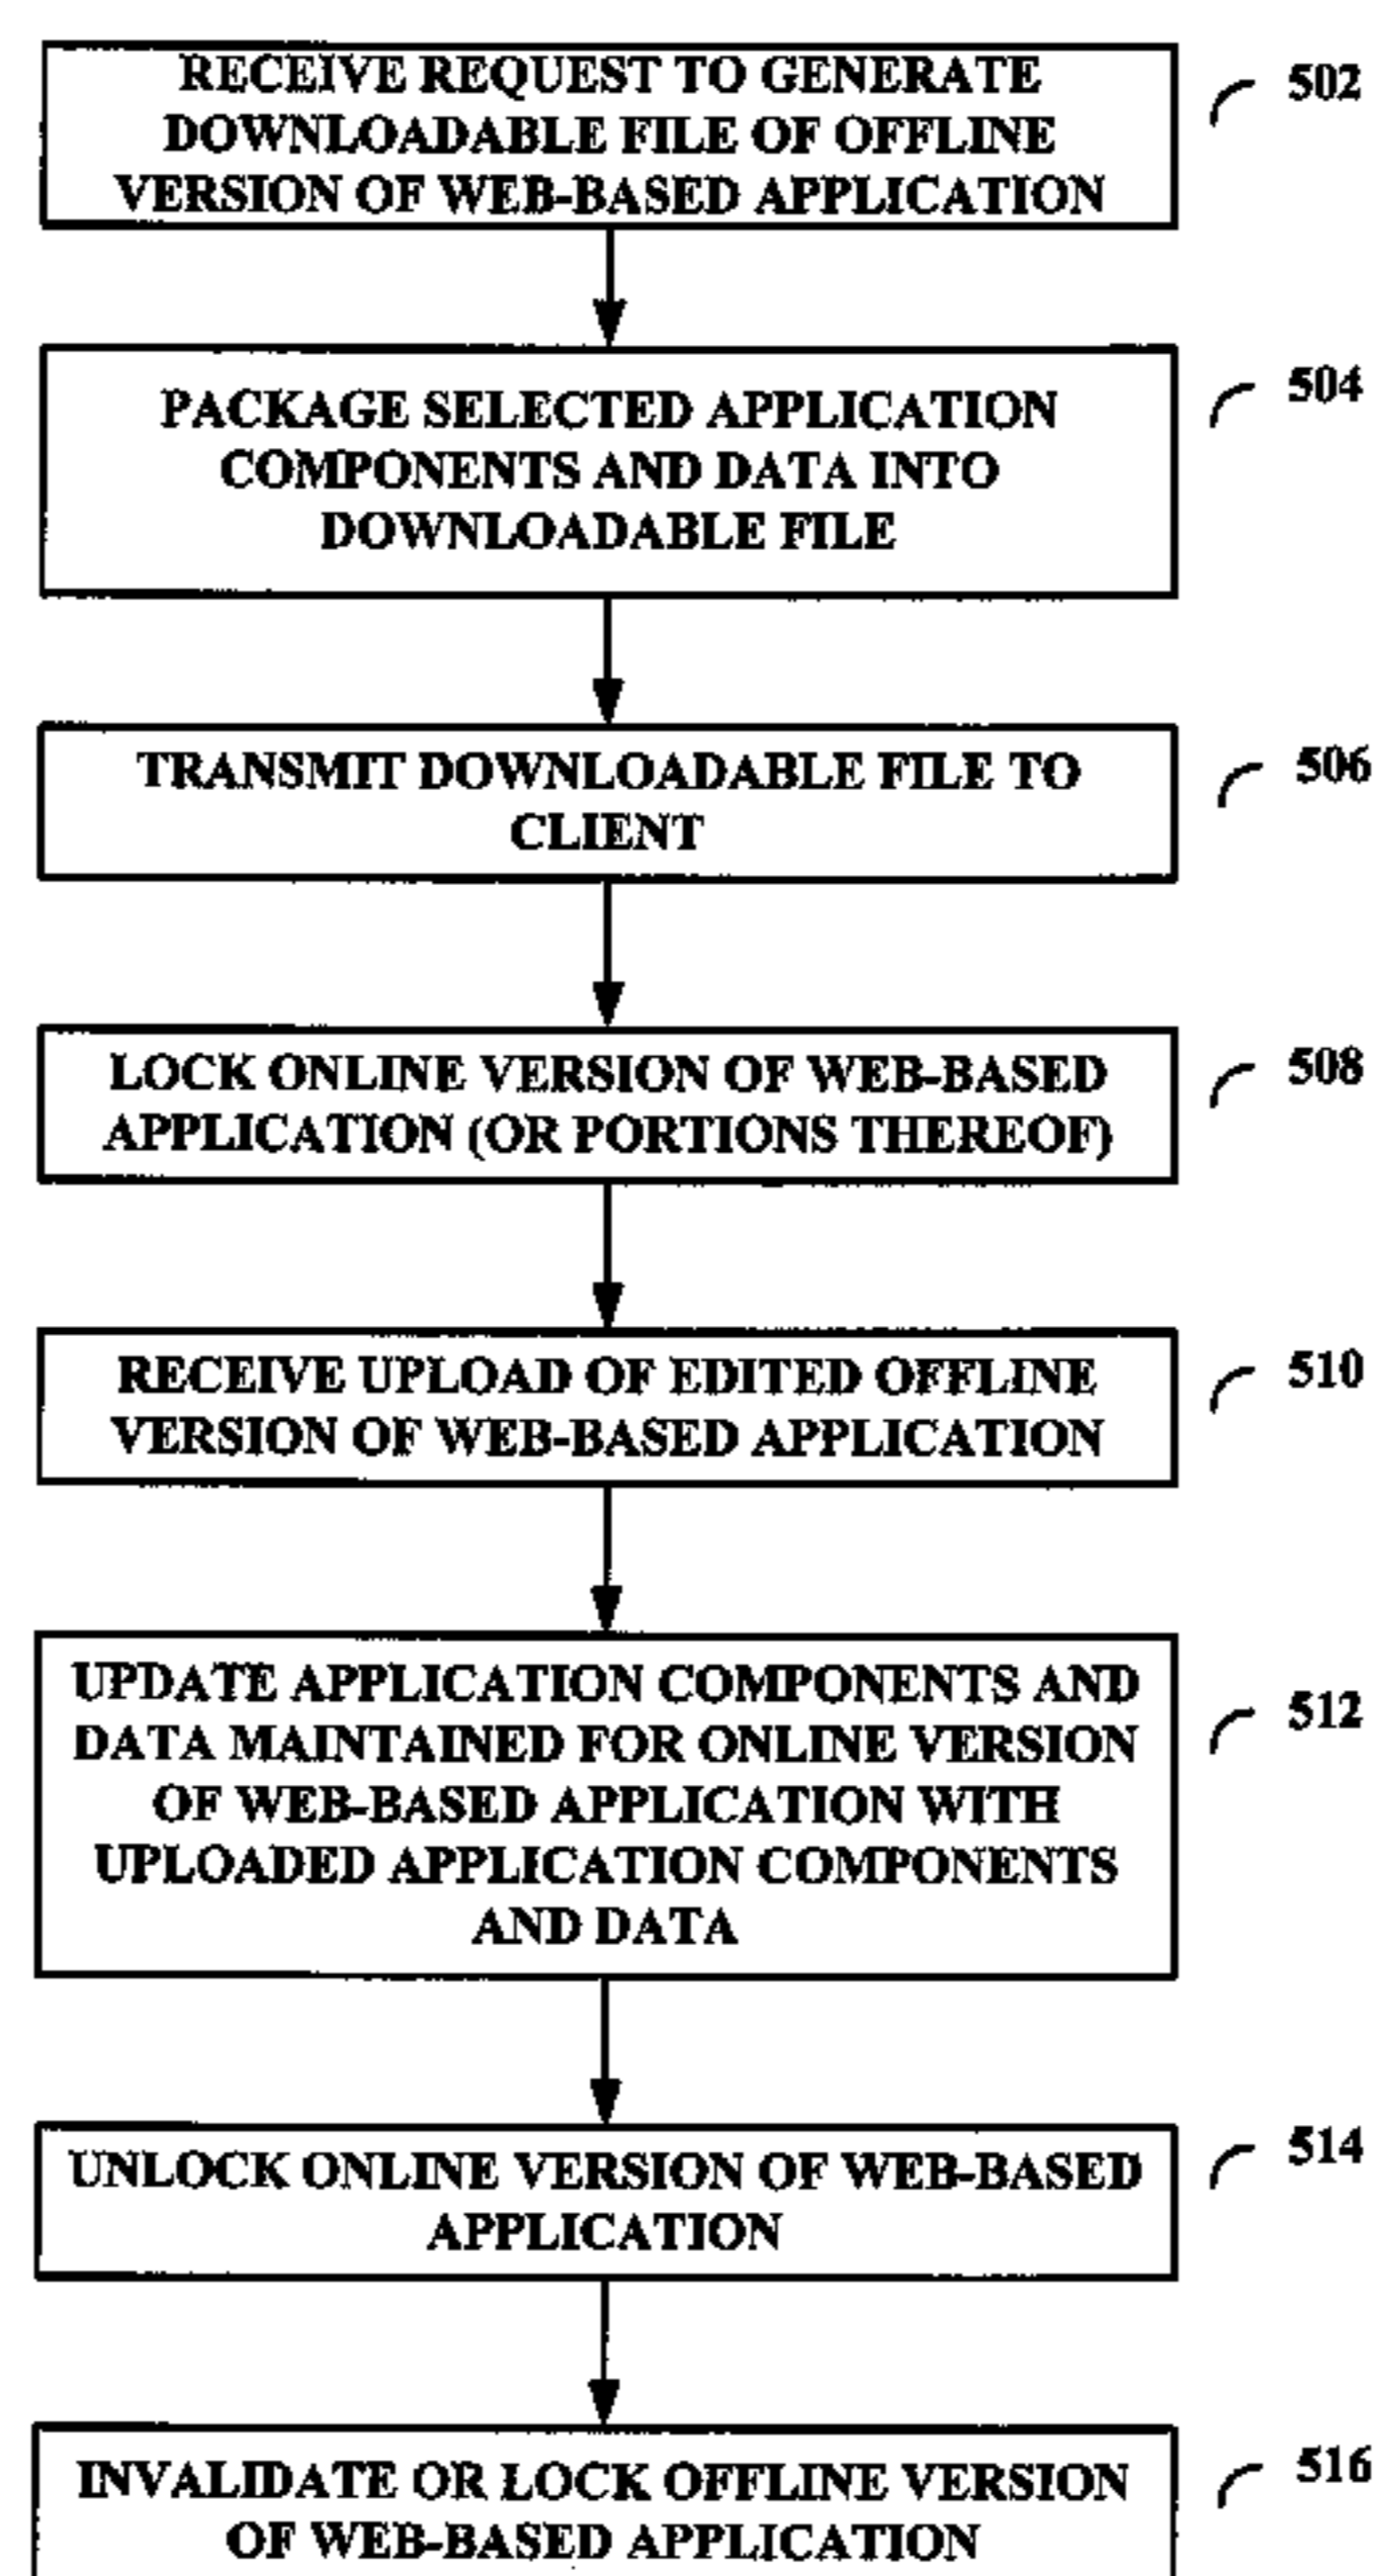 RECEIVE REQUEST TO GENERATE
DOWNLOADABLE FILE OF OFFLINE
VERSION OF WEB-BASED APPLICATION
502
PACKAGE SELECTED APPLICATION
COMPONENTS AND DATA INTO
DOWNLOADABLE FILE
504
TRANSMIT DOWNLOADABLE FILE TO
CLIENT
506
LOCK ONLINE VERSION OF WEB-BASED
APPLICATION (OR PORTIONS THEREOF)
508
RECEIVE UPLOAD OF EDITED OFFLINE
VERSION OF WEB-BASED APPLICATION
510
UPDATE APPLICATION COMPONENTS AND
DATA MAINTAINED FOR ONLINE VERSION
OF WEB-BASED APPLICATION WITH
UPLOADED APPLICATION COMPONENTS
AND DATA
512
UNLOCK ONLINE VERSION OF WEB-BASED
APPLICATION
514
INVALIDATE OR LOCK OFFLINE VERSION
OF WEB-BASED APPLICATION
516